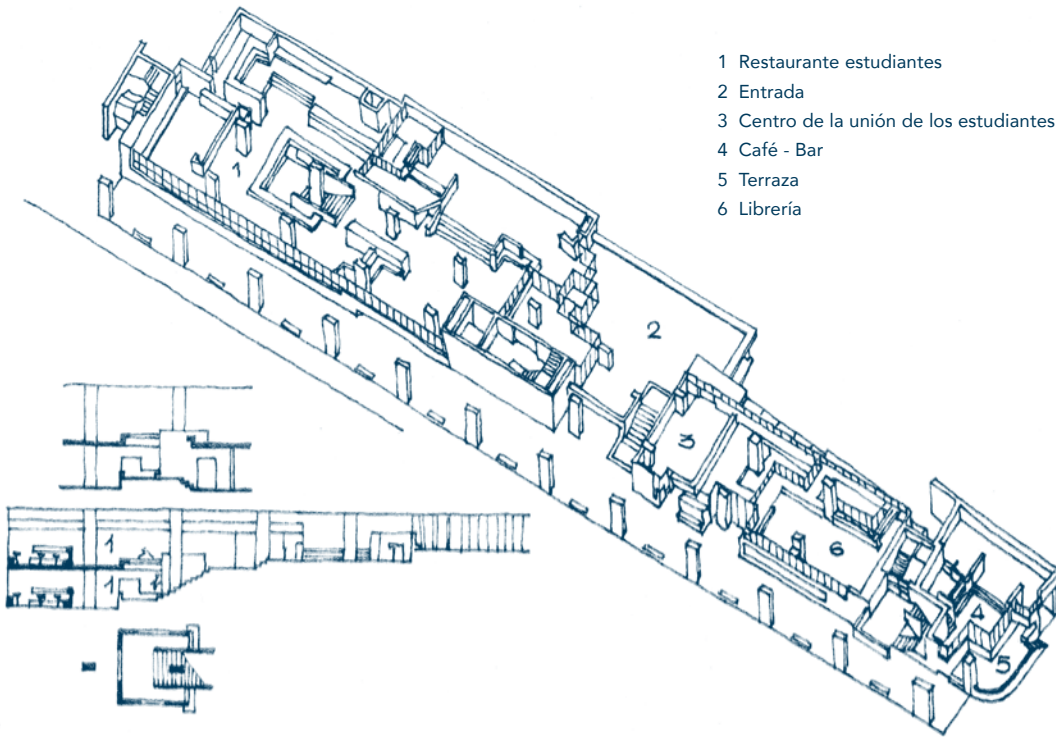 1 Restaurante estudiantes
2 Entrada
3 Centro de la unión de los estudiantes
4 Café - Bar
5 Terraza
6 Librería
1
2
3
6
4
5
1
1 1